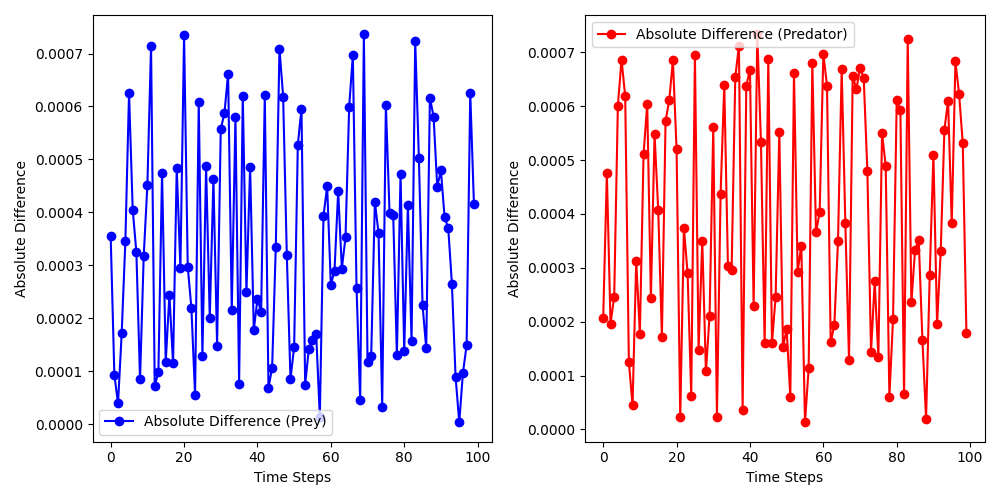 0.0007
0.0006
0.0005
0.0004
0.0003
0.0002
0.0001
0.0000
Absolute Difference
Absolute Difference (Prey)
0 20 40 60 80 100
Time Steps
0.0007
0.0006
0.0005
0.0004
0.0003
0.0002
0.0001
0.0000
Absolute Difference
Absolute Difference (Predator)
0 20 40 60 80 100
Time Steps